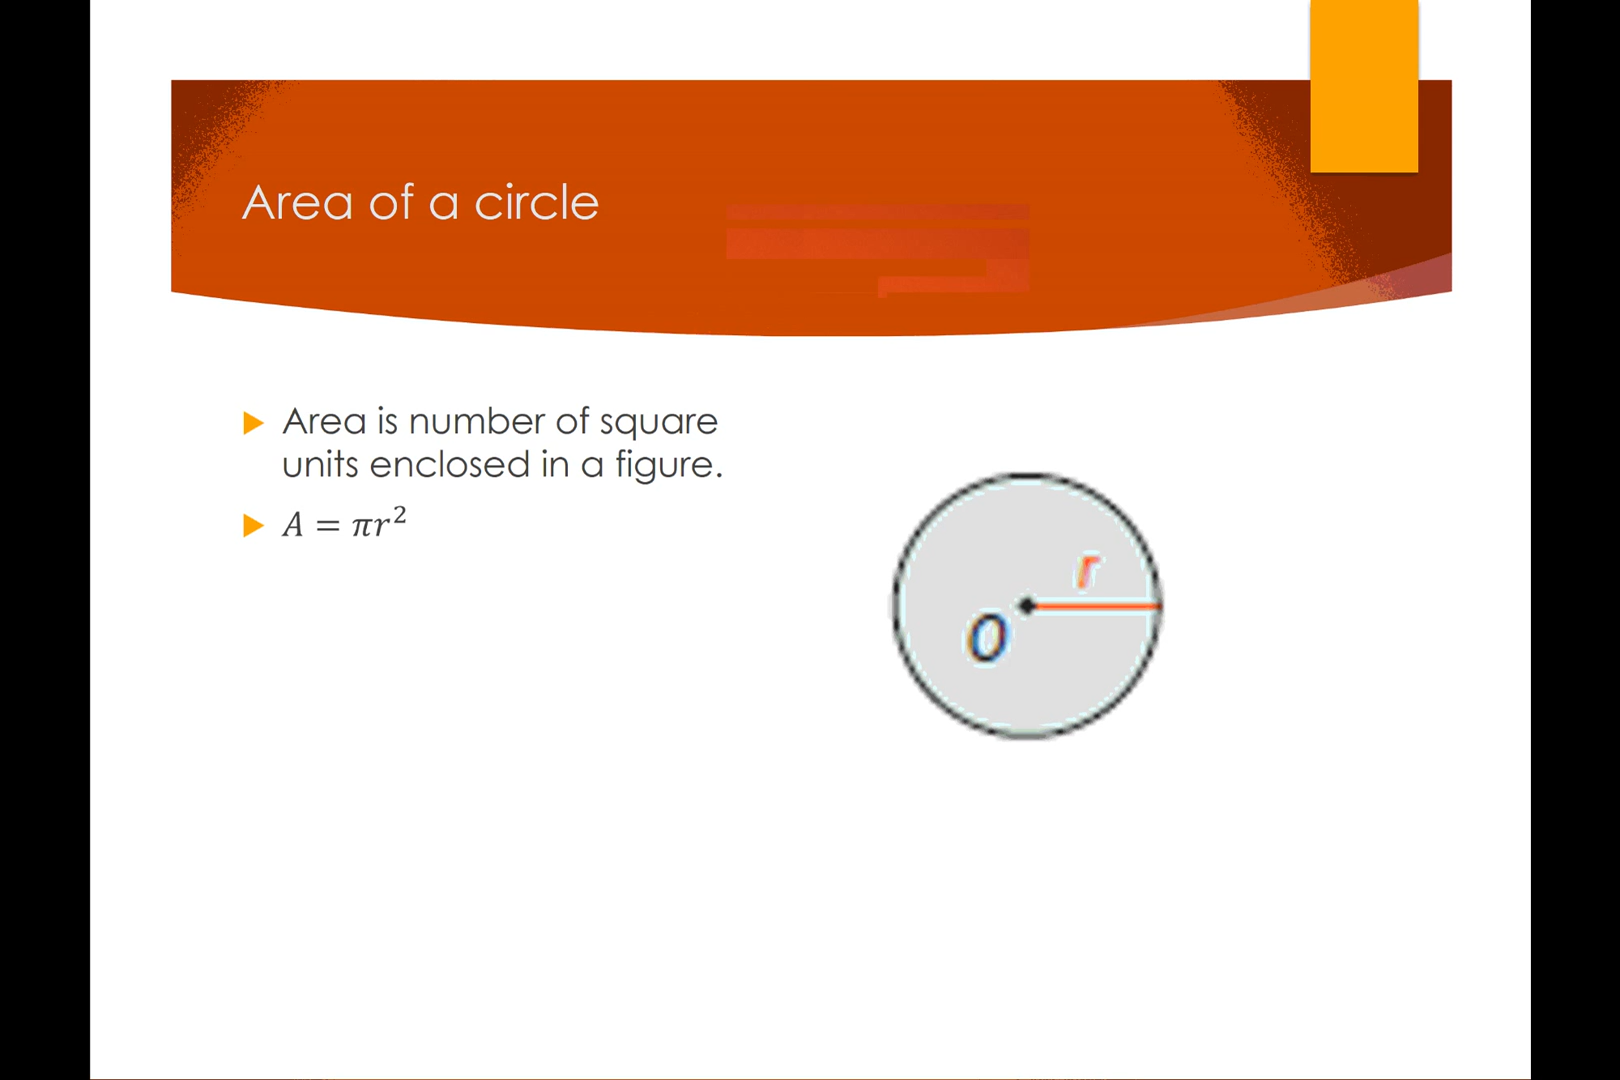 Area of a circle
Area is number of square
units enclosed in a figure.
A = πr²
r
O